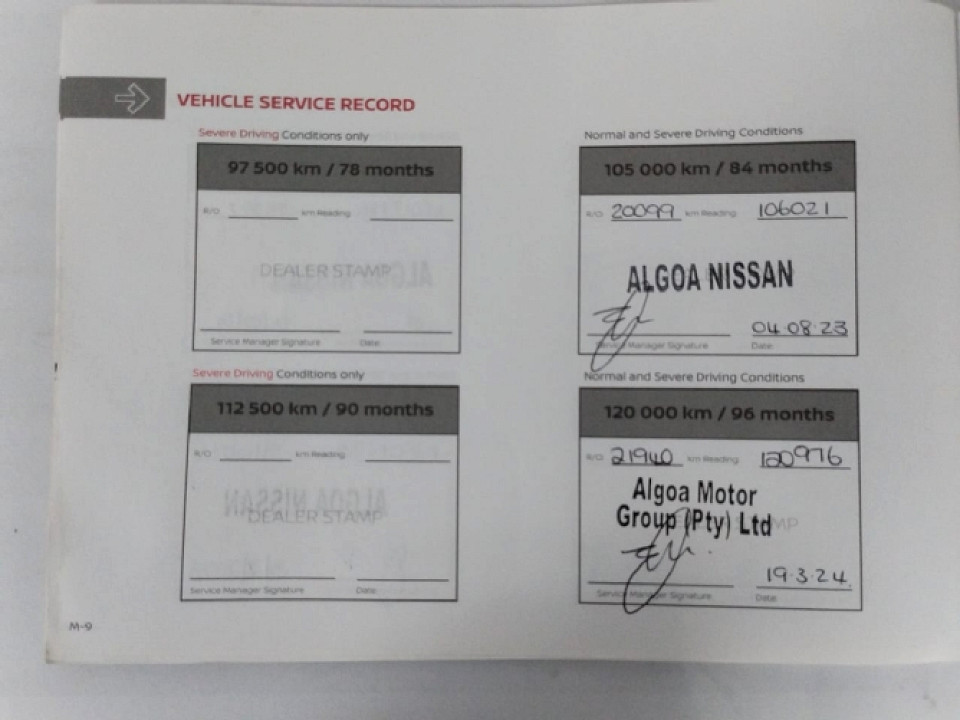 VEHICLE SERVICE RECORD
Severe Driving Conditions only
97 500 km / 78 months
R/O km Reading
DEALER STAMP
Service Manager Signature Date
Normal and Severe Driving Conditions
105 000 km / 84 months
R/O 20099 km Reading 106021
ALGOA NISSAN
04.08.23
Service Manager Signature Date
Severe Driving Conditions only
112 500 km / 90 months
R/O km Reading
DEALER STAMP
Service Manager Signature Date
Normal and Severe Driving Conditions
120 000 km / 96 months
R/O 21940 km Reading 120976
Algoa Motor
Group (Pty) Ltd
19.3.24
Service Manager Signature Date
M-9